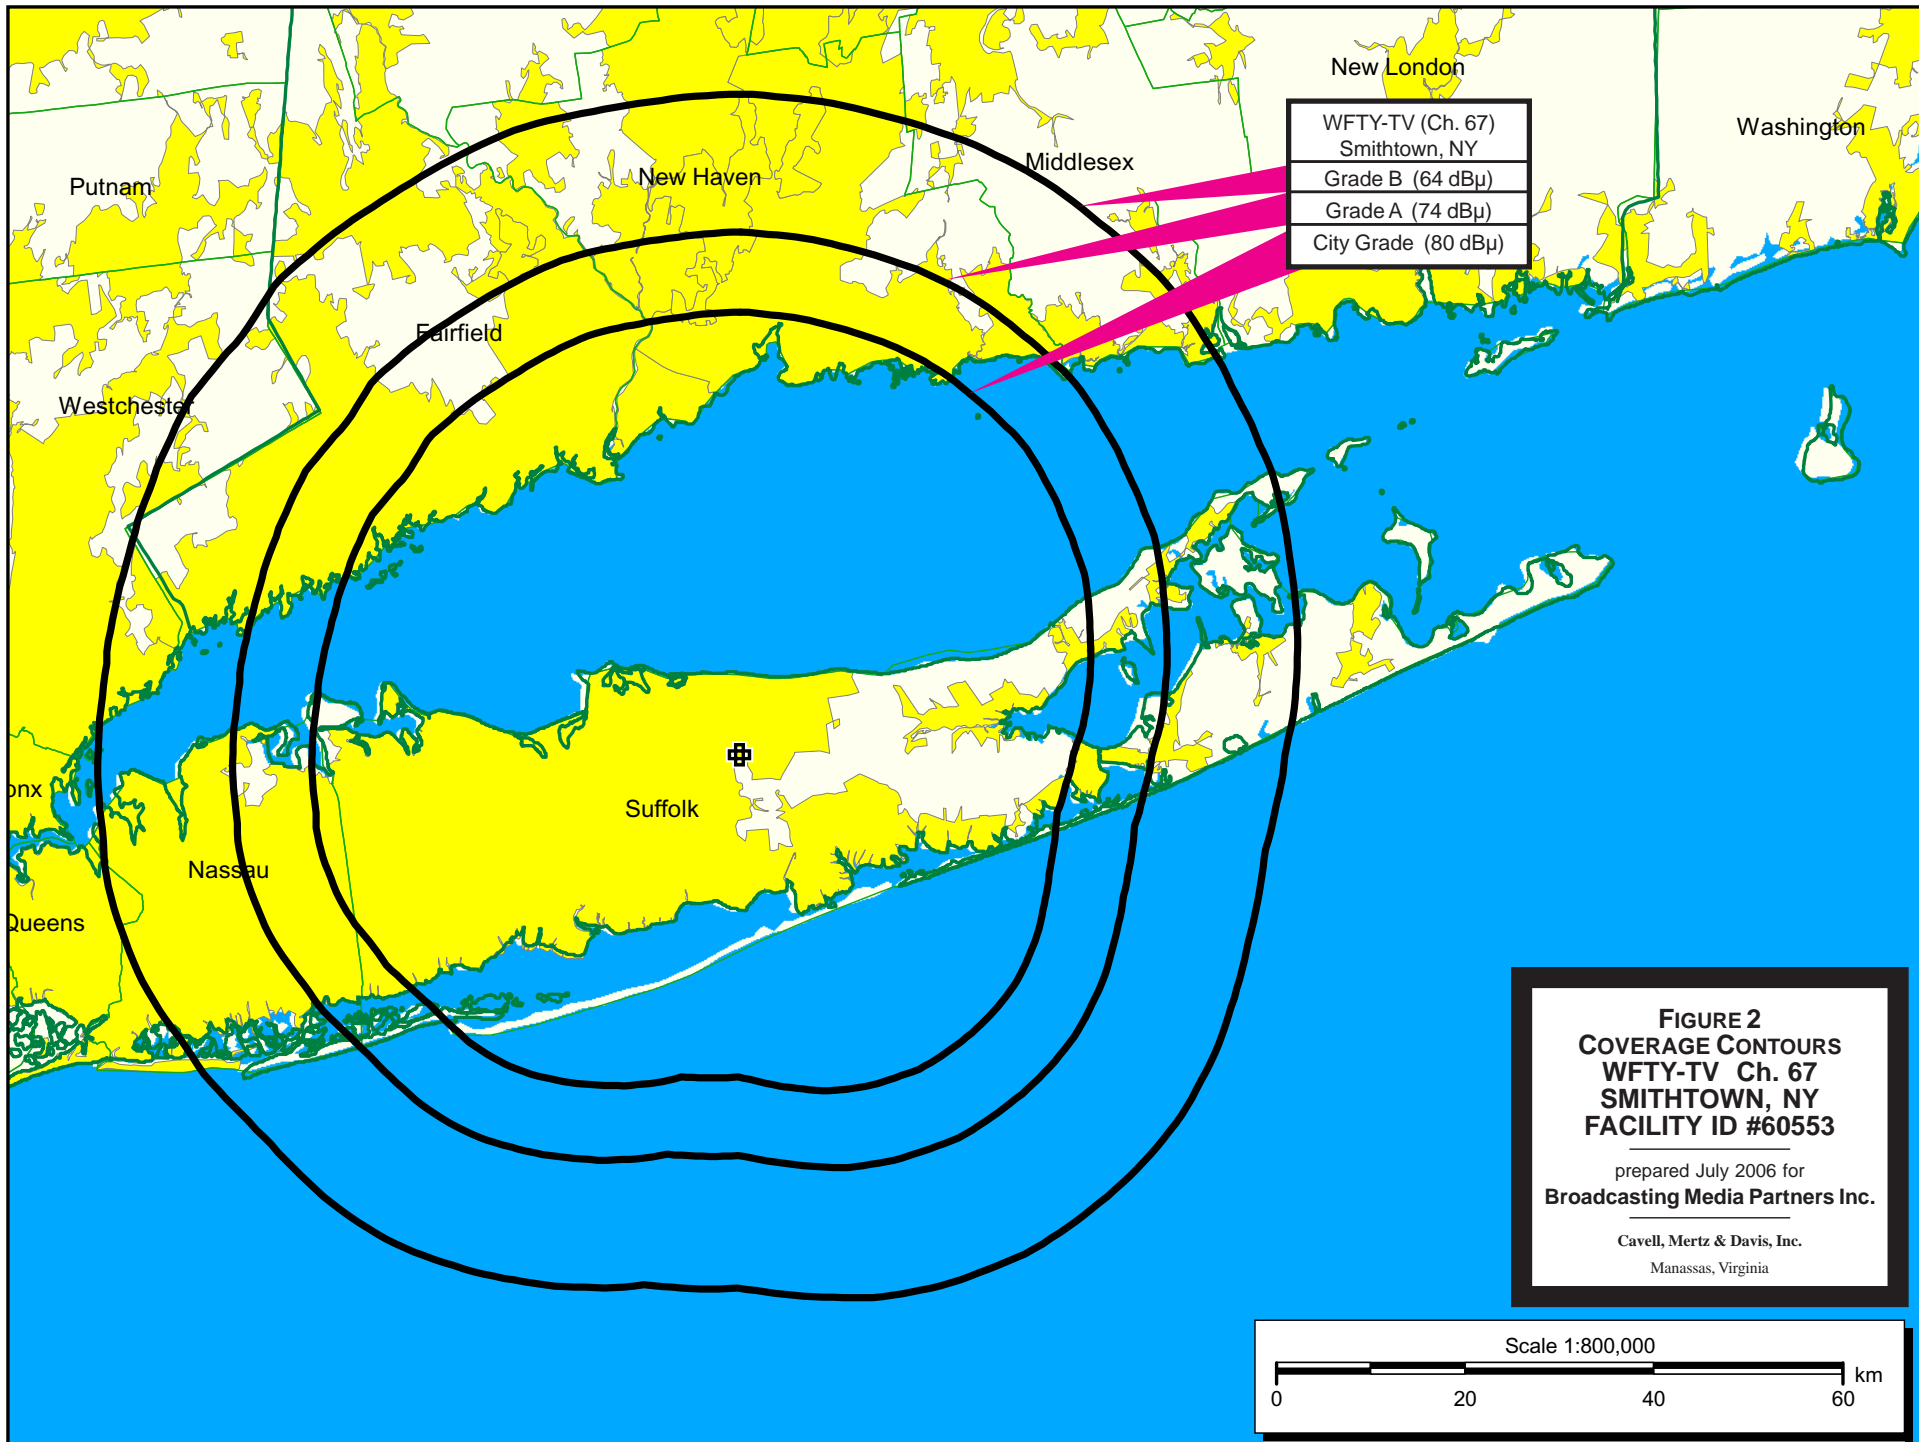 New London
Washington
Middlesex
New Haven
Putnam
Fairfield
Westchester
onx
Queens
Nassau
Suffolk
WFTY-TV (Ch. 67)
Smithtown, NY
Grade B (64 dBµ)
Grade A (74 dBµ)
City Grade (80 dBµ)
FIGURE 2
COVERAGE CONTOURS
WFTY-TV Ch. 67
SMITHTOWN, NY
FACILITY ID #60553
prepared July 2006 for
Broadcasting Media Partners Inc.
Cavell, Mertz & Davis, Inc.
Manassas, Virginia
Scale 1:800,000
km
0 20 40 60